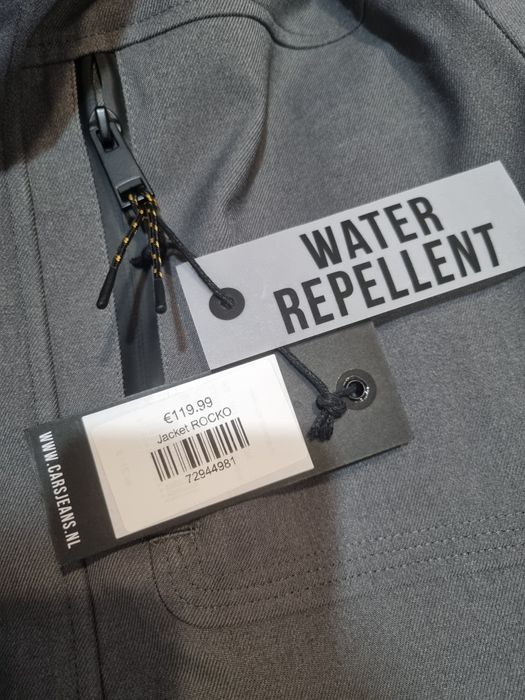 WATER
REPELLENT
€119.99
Jacket ROCKO
72944981
WWW.CARSJEANS.NL